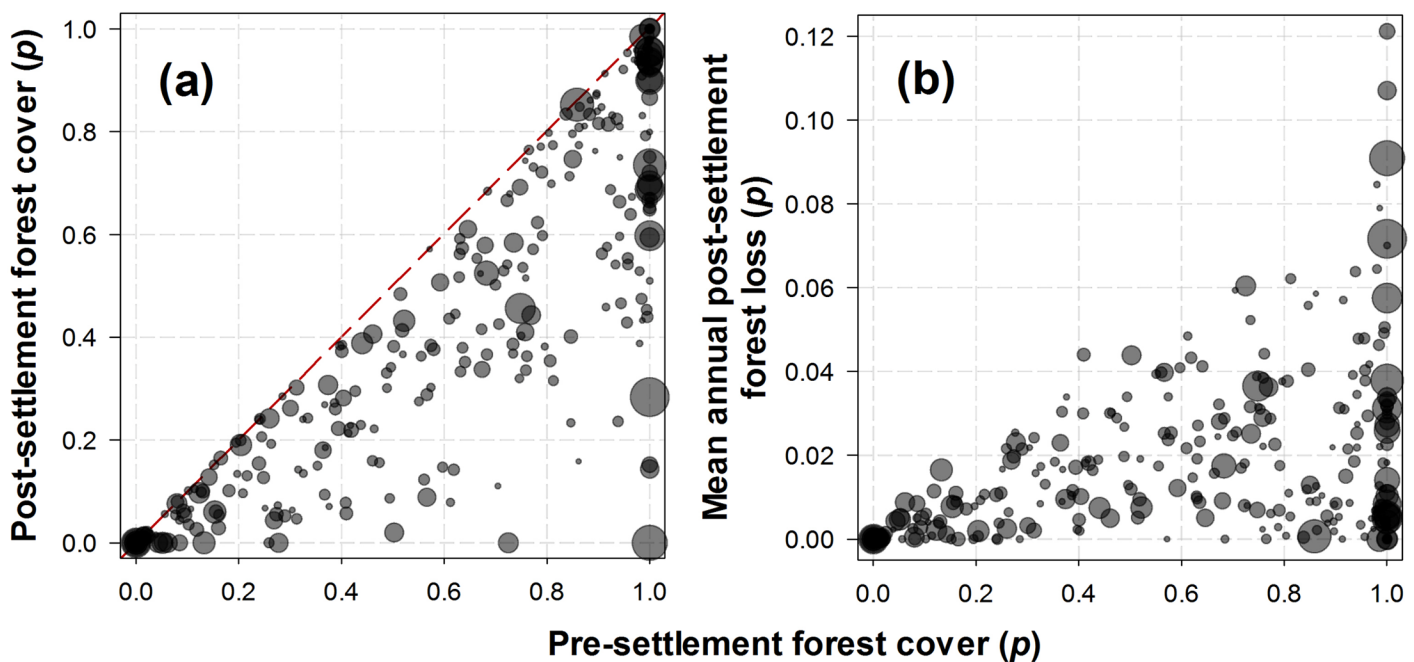 Post-settlement forest cover (p)
(a)
1.0
0.8
0.6
0.4
0.2
0.0
0.0 0.2 0.4 0.6 0.8 1.0
Mean annual post-settlement
forest loss (p)
(b)
0.12
0.10
0.08
0.06
0.04
0.02
0.00
0.0 0.2 0.4 0.6 0.8 1.0
Pre-settlement forest cover (p)